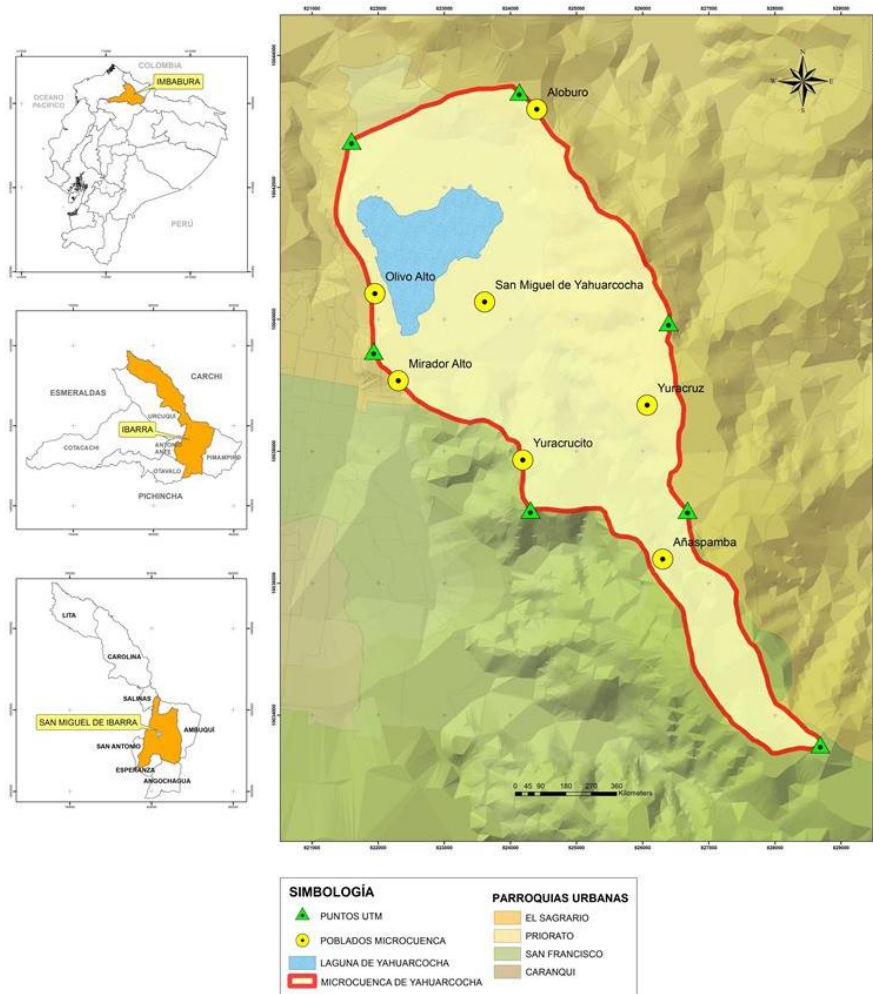 COLOMBIA
IMBABURA
OCÉANO
PACÍFICO
PERÚ
ESMERALDAS
CARCHI
URCUQUÍ
IBARRA
ANTONIO
ANTE
COTACACHI
PIMAMPIRO
OTAVALO
PICHINCHA
LITA
CAROLINA
SALINAS
SAN MIGUEL DE IBARRA
AMBUQUÍ
SAN ANTONIO
ESPERANZA
ANGOCHAGUA
N
W E
S
Aloburo
Olivo Alto
San Miguel de Yahuarcocha
Mirador Alto
Yuracruz
Yuracrucito
Añaspamba
0 45 90 180 270 360
Kilometers
SIMBOLOGÍA
PUNTOS UTM
POBLADOS MICROCUENCA
LAGUNA DE YAHUARCOCHA
MICROCUENCA DE YAHUARCOCHA
PARROQUIAS URBANAS
EL SAGRARIO
PRIORATO
SAN FRANCISCO
CARANQUI